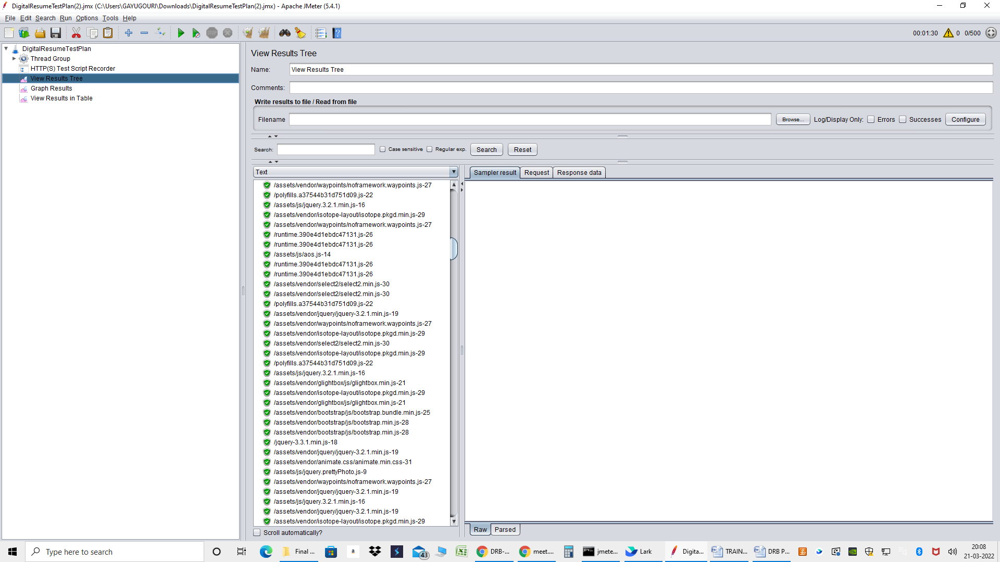 DigitalResumeTestPlan(2).jmx (C:\Users\GAYUGOURI\Downloads\DigitalResumeTestPlan(2).jmx) - Apache JMeter (5.4.1)
File Edit Search Run Options Tools Help
STOP
00:01:30 0 0/500
DigitalResumeTestPlan
Thread Group
HTTP(S) Test Script Recorder
View Results Tree
Graph Results
View Results in Table
View Results Tree
Name: View Results Tree
Comments:
Write results to file / Read from file
Filename Browse... Log/Display Only: Errors Successes Configure
Search: Case sensitive Regular exp. Search Reset
Text
Sampler result Request Response data
/assets/vendor/waypoints/noframework.waypoints.js-27
/polyfills.a37544b31d751d09.js-22
/assets/js/jquery.3.2.1.min.js-16
/assets/vendor/isotope-layout/isotope.pkgd.min.js-29
/assets/vendor/waypoints/noframework.waypoints.js-27
/runtime.390e4d1ebdc47131.js-26
/runtime.390e4d1ebdc47131.js-26
/assets/js/aos.js-14
/runtime.390e4d1ebdc47131.js-26
/runtime.390e4d1ebdc47131.js-26
/assets/vendor/select2/select2.min.js-30
/assets/vendor/select2/select2.min.js-30
/polyfills.a37544b31d751d09.js-22
/assets/vendor/jquery/jquery-3.2.1.min.js-19
/assets/vendor/waypoints/noframework.waypoints.js-27
/assets/vendor/isotope-layout/isotope.pkgd.min.js-29
/assets/vendor/select2/select2.min.js-30
/assets/vendor/isotope-layout/isotope.pkgd.min.js-29
/polyfills.a37544b31d751d09.js-22
/assets/js/jquery.3.2.1.min.js-16
/assets/vendor/glightbox/js/glightbox.min.js-21
/assets/vendor/isotope-layout/isotope.pkgd.min.js-29
/assets/vendor/glightbox/js/glightbox.min.js-21
/assets/vendor/bootstrap/js/bootstrap.bundle.min.js-25
/assets/vendor/bootstrap/js/bootstrap.min.js-28
/assets/vendor/bootstrap/js/bootstrap.min.js-28
/jquery-3.3.1.min.js-18
/assets/vendor/jquery/jquery-3.2.1.min.js-19
/assets/vendor/animate.css/animate.min.css-31
/assets/js/jquery.prettyPhoto.js-9
/assets/vendor/waypoints/noframework.waypoints.js-27
/assets/vendor/jquery/jquery-3.2.1.min.js-19
/assets/js/jquery.3.2.1.min.js-16
/assets/vendor/jquery/jquery-3.2.1.min.js-19
/assets/vendor/isotope-layout/isotope.pkgd.min.js-29
Scroll automatically?
Raw Parsed
Type here to search
Final ... a 43 DRB-... meet.... jmete... Lark Digita... TRAIN... DRB P...
20:08
21-03-2022